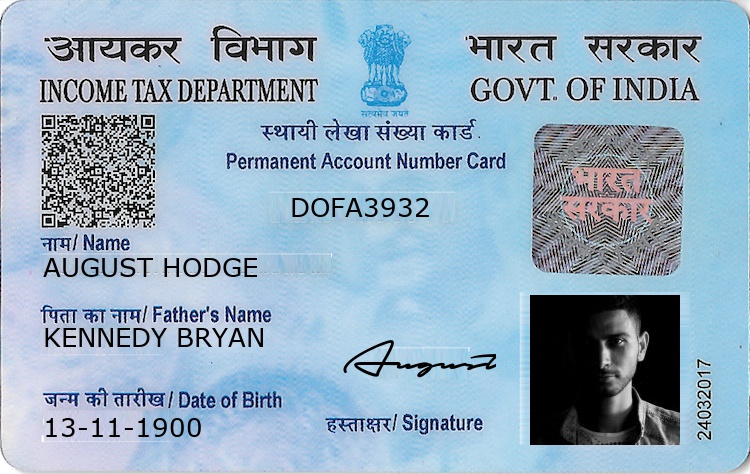 आयकर विभाग
भारत सरकार
INCOME TAX DEPARTMENT
GOVT. OF INDIA
सत्यमेव जयते
स्थायी लेखा संख्या कार्ड
Permanent Account Number Card
भारत
सरकार
DOFA3932
नाम/ Name
AUGUST HODGE
पिता का नाम/ Father's Name
KENNEDY BRYAN
August
जन्म की तारीख / Date of Birth
13-11-1900
हस्ताक्षर/ Signature
24032017